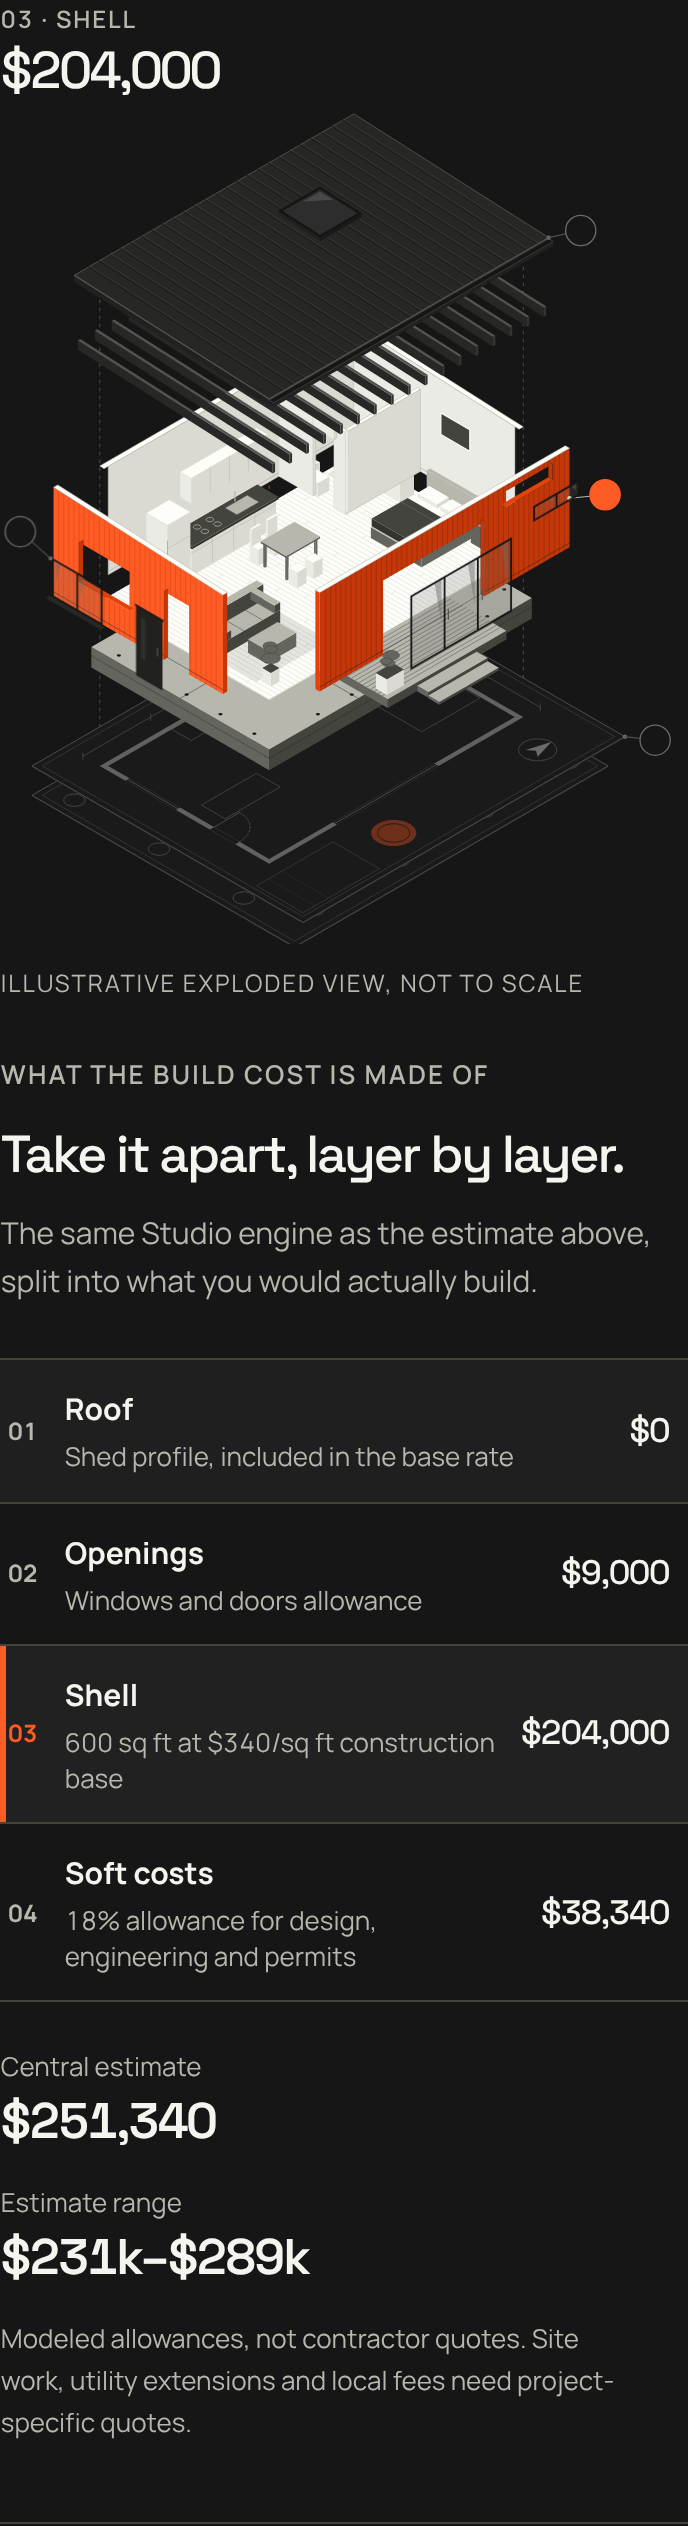 03 · SHELL
$204,000
ILLUSTRATIVE EXPLODED VIEW, NOT TO SCALE
WHAT THE BUILD COST IS MADE OF
Take it apart, layer by layer.
The same Studio engine as the estimate above,
split into what you would actually build.
01
Roof
Shed profile, included in the base rate
$0
02
Openings
Windows and doors allowance
$9,000
03
Shell
600 sq ft at $340/sq ft construction
base
$204,000
04
Soft costs
18% allowance for design,
engineering and permits
$38,340
Central estimate
$251,340
Estimate range
$231k–$289k
Modeled allowances, not contractor quotes. Site
work, utility extensions and local fees need project-
specific quotes.